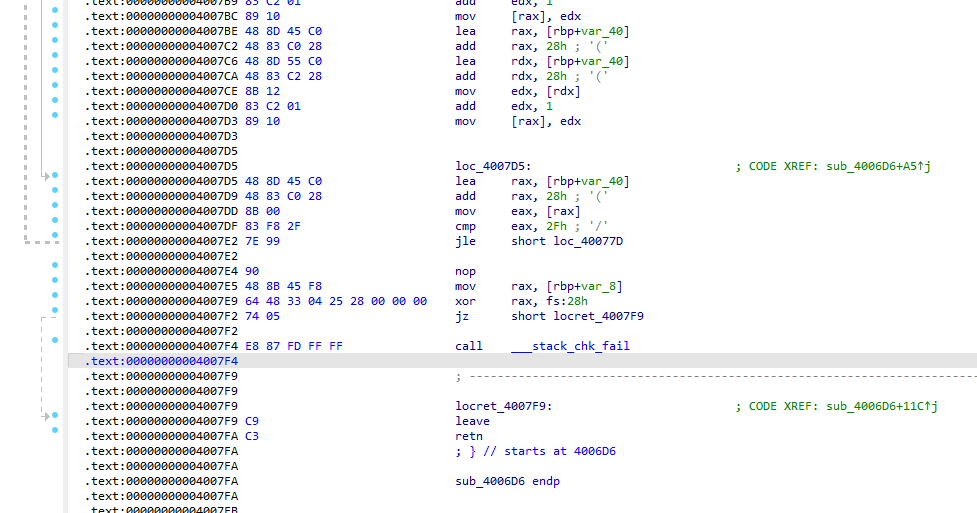 .text:00000000004007B9 83 C2 01 add edx, 1
.text:00000000004007BC 89 10 mov [rax], edx
.text:00000000004007BE 48 8D 45 C0 lea rax, [rbp+var_40]
.text:00000000004007C2 48 83 C0 28 add rax, 28h ; '('
.text:00000000004007C6 48 8D 55 C0 lea rdx, [rbp+var_40]
.text:00000000004007CA 48 83 C2 28 add rdx, 28h ; '('
.text:00000000004007CE 8B 12 mov edx, [rdx]
.text:00000000004007D0 83 C2 01 add edx, 1
.text:00000000004007D3 89 10 mov [rax], edx
.text:00000000004007D3
.text:00000000004007D5
.text:00000000004007D5 loc_4007D5: ; CODE XREF: sub_4006D6+A5↑j
.text:00000000004007D5 48 8D 45 C0 lea rax, [rbp+var_40]
.text:00000000004007D9 48 83 C0 28 add rax, 28h ; '('
.text:00000000004007DD 8B 00 mov eax, [rax]
.text:00000000004007DF 83 F8 2F cmp eax, 2Fh ; '/'
.text:00000000004007E2 7E 99 jle short loc_40077D
.text:00000000004007E2
.text:00000000004007E4 90 nop
.text:00000000004007E5 48 8B 45 F8 mov rax, [rbp+var_8]
.text:00000000004007E9 64 48 33 04 25 28 00 00 00 xor rax, fs:28h
.text:00000000004007F2 74 05 jz short locret_4007F9
.text:00000000004007F2
.text:00000000004007F4 E8 87 FD FF FF call ___stack_chk_fail
.text:00000000004007F4
.text:00000000004007F9 ; ---------------------------------------------------------------------------
.text:00000000004007F9
.text:00000000004007F9 locret_4007F9: ; CODE XREF: sub_4006D6+11C↑j
.text:00000000004007F9 C9 leave
.text:00000000004007FA C3 retn
.text:00000000004007FA ; } // starts at 4006D6
.text:00000000004007FA
.text:00000000004007FA sub_4006D6 endp
.text:00000000004007FA
.text:00000000004007FB